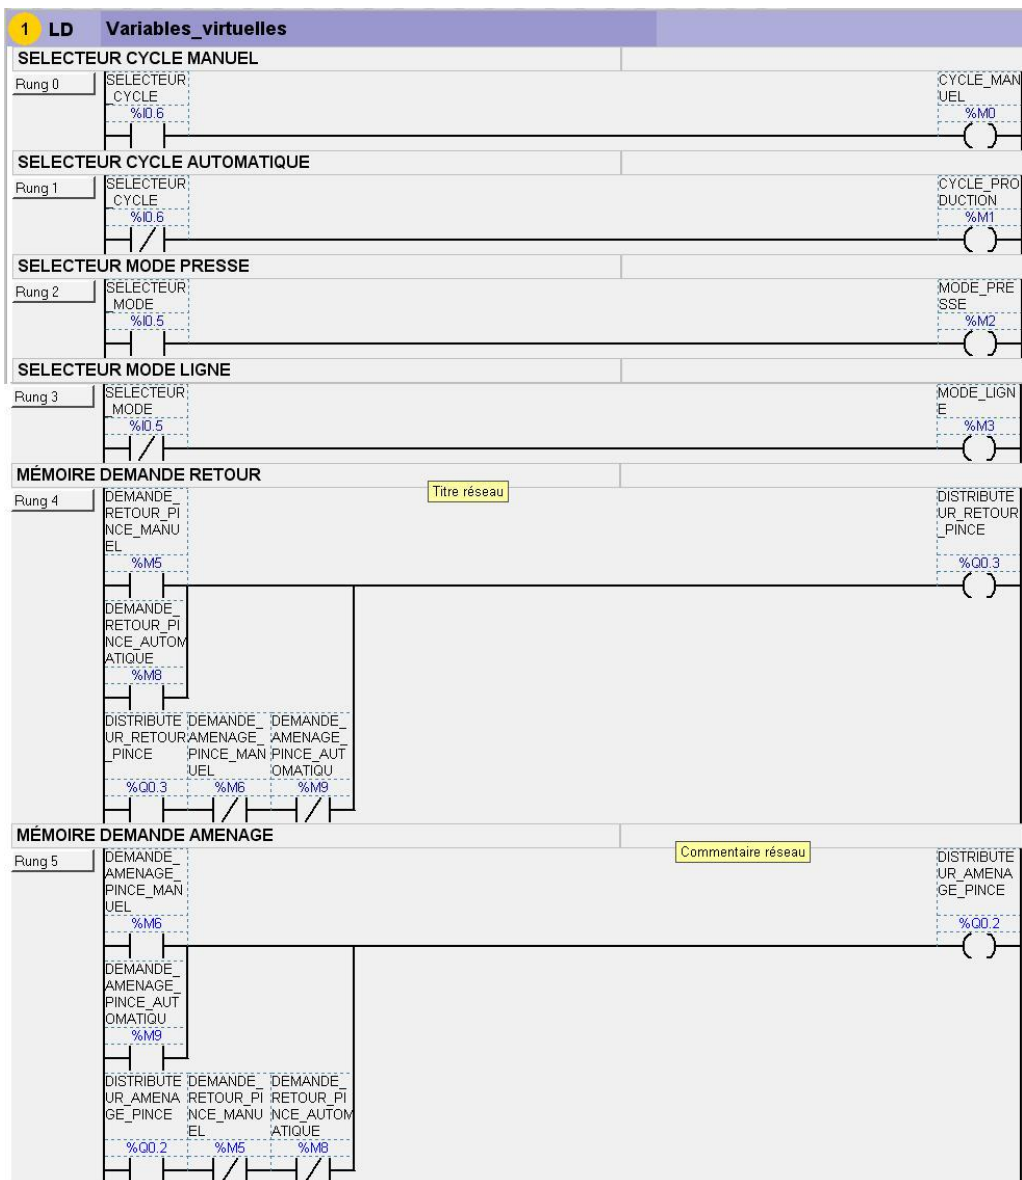 1 LD Variables_virtuelles
SELECTEUR CYCLE MANUEL
Rung 0
SELECTEUR
_CYCLE
%I0.6
CYCLE_MAN
UEL
%M0
SELECTEUR CYCLE AUTOMATIQUE
Rung 1
SELECTEUR
_CYCLE
%I0.6
CYCLE_PRO
DUCTION
%M1
SELECTEUR MODE PRESSE
Rung 2
SELECTEUR
_MODE
%I0.5
MODE_PRE
SSE
%M2
SELECTEUR MODE LIGNE
Rung 3
SELECTEUR
_MODE
%I0.5
MODE_LIGN
E
%M3
MÉMOIRE DEMANDE RETOUR
Titre réseau
Rung 4
DEMANDE_
RETOUR_PI
NCE_MANU
EL
%M5
DISTRIBUTE
UR_RETOUR
_PINCE
%Q0.3
DEMANDE_
RETOUR_PI
NCE_AUTOM
ATIQUE
%M8
DISTRIBUTE DEMANDE_ DEMANDE_
UR_RETOUR AMENAGE_ AMENAGE_
_PINCE PINCE_MAN PINCE_AUT
UEL OMATIQU
%Q0.3 %M6 %M9
MÉMOIRE DEMANDE AMENAGE
Commentaire réseau
Rung 5
DEMANDE_
AMENAGE_
PINCE_MAN
UEL
%M6
DISTRIBUTE
UR_AMENA
GE_PINCE
%Q0.2
DEMANDE_
AMENAGE_
PINCE_AUT
OMATIQU
%M9
DISTRIBUTE DEMANDE_ DEMANDE_
UR_AMENA RETOUR_PI RETOUR_PI
GE_PINCE NCE_MANU NCE_AUTOM
EL ATIQUE
%Q0.2 %M5 %M8